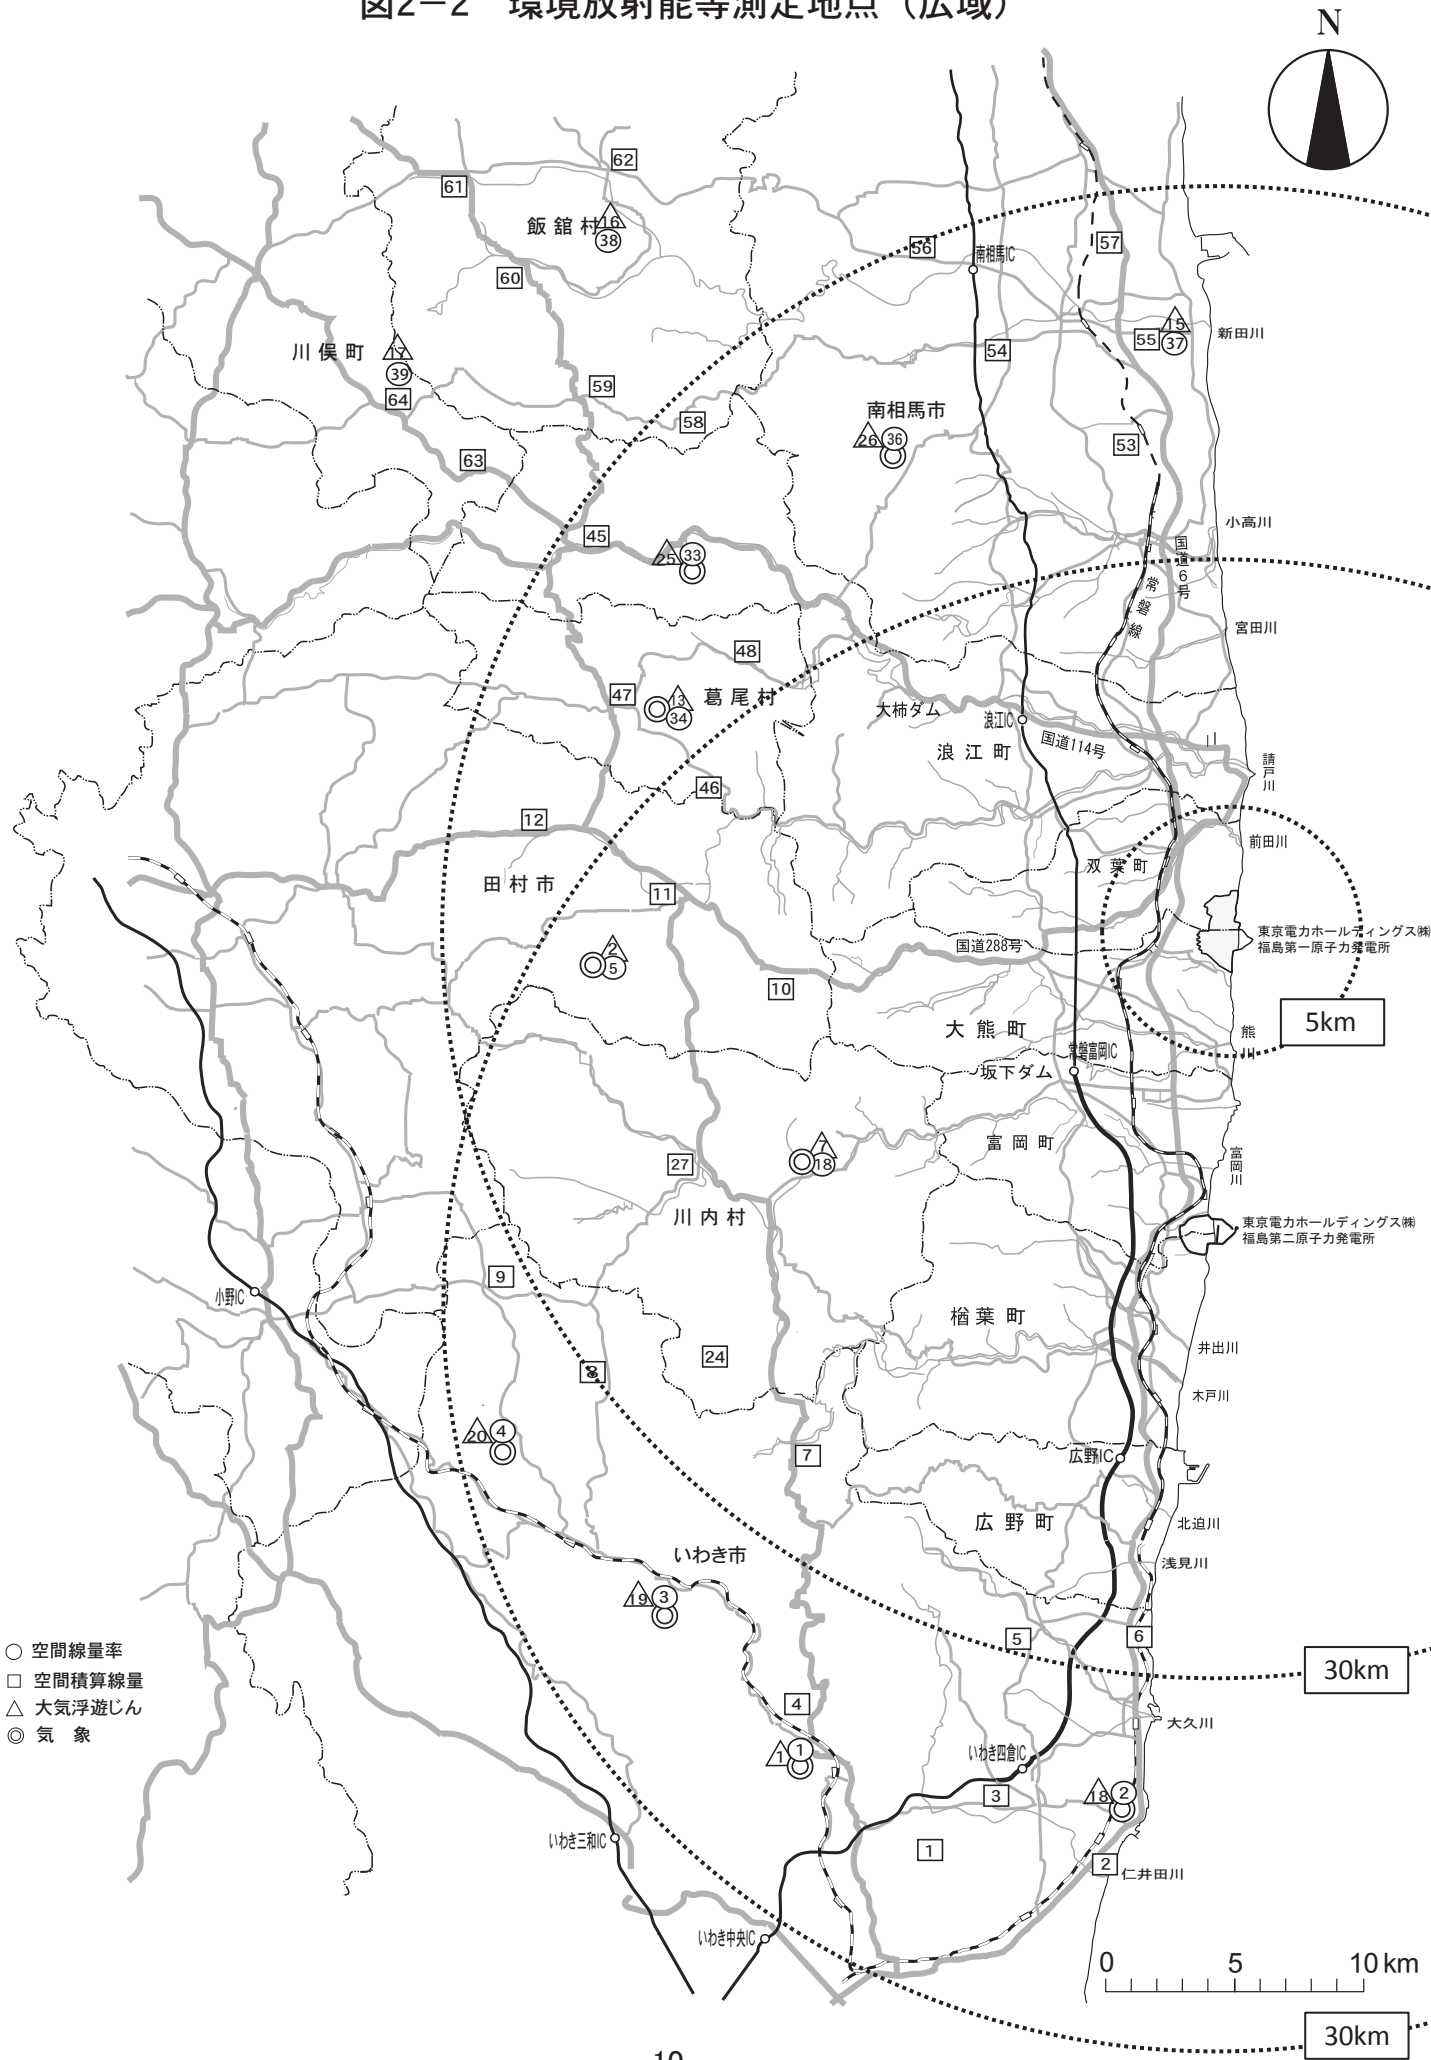 図2－2　環境放射能等測定地点（広域）
N
62
61
飯舘村
16
38
56
57
南相馬IC
60
15
新田川
55
37
川俣町
17
39
54
59
64
南相馬市
58
26
36
53
63
小高川
45
25
33
国道6号
常磐線
宮田川
48
47
13
葛尾村
34
大柿ダム
浪江IC
国道114号
浪江町
請戸川
46
12
前田川
双葉町
田村市
11
東京電力ホールディングス㈱
福島第一原子力発電所
国道288号
2
5
10
5km
大熊町
熊川
常磐富岡IC
坂下ダム
富岡町
7
18
27
富岡川
川内村
東京電力ホールディングス㈱
福島第二原子力発電所
9
小野IC
楢葉町
井出川
24
8
木戸川
20
4
7
広野IC
広野町
北迫川
いわき市
浅見川
19
3
5
6
○ 空間線量率
30km
□ 空間積算線量
△ 大気浮遊じん
◎ 気　象
4
大久川
1
1
いわき四倉IC
3
18
2
いわき三和IC
1
2
仁井田川
いわき中央IC
0 5 10 km
30km
10